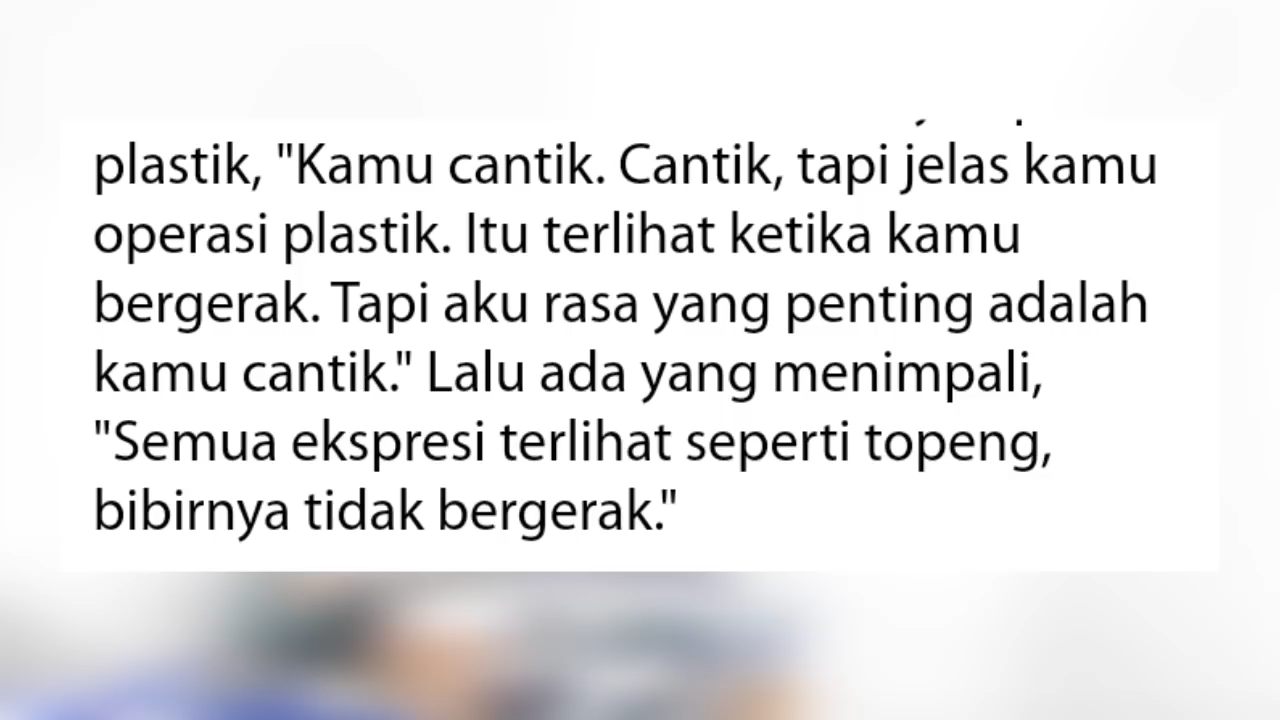 plastik, "Kamu cantik. Cantik, tapi jelas kamu
operasi plastik. Itu terlihat ketika kamu
bergerak. Tapi aku rasa yang penting adalah
kamu cantik." Lalu ada yang menimpali,
"Semua ekspresi terlihat seperti topeng,
bibirnya tidak bergerak."